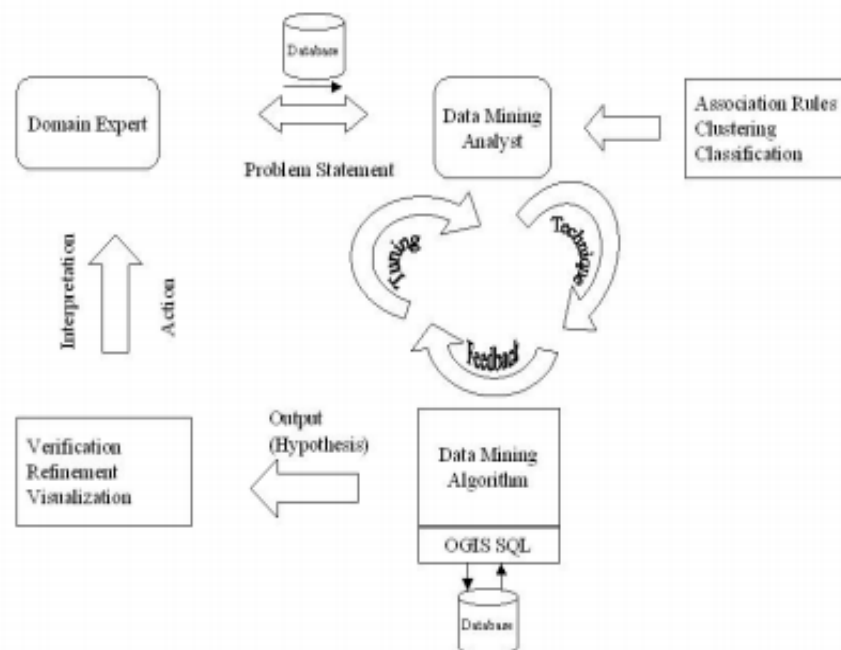 Database
Domain Expert
Data Mining
Analyst
Association Rules
Clustering
Classification
Problem Statement
Tuning
Technique
Feedback
Interpretation
Action
Verification
Refinement
Visualization
Output
(Hypothesis)
Data Mining
Algorithm
OGIS SQL
Database